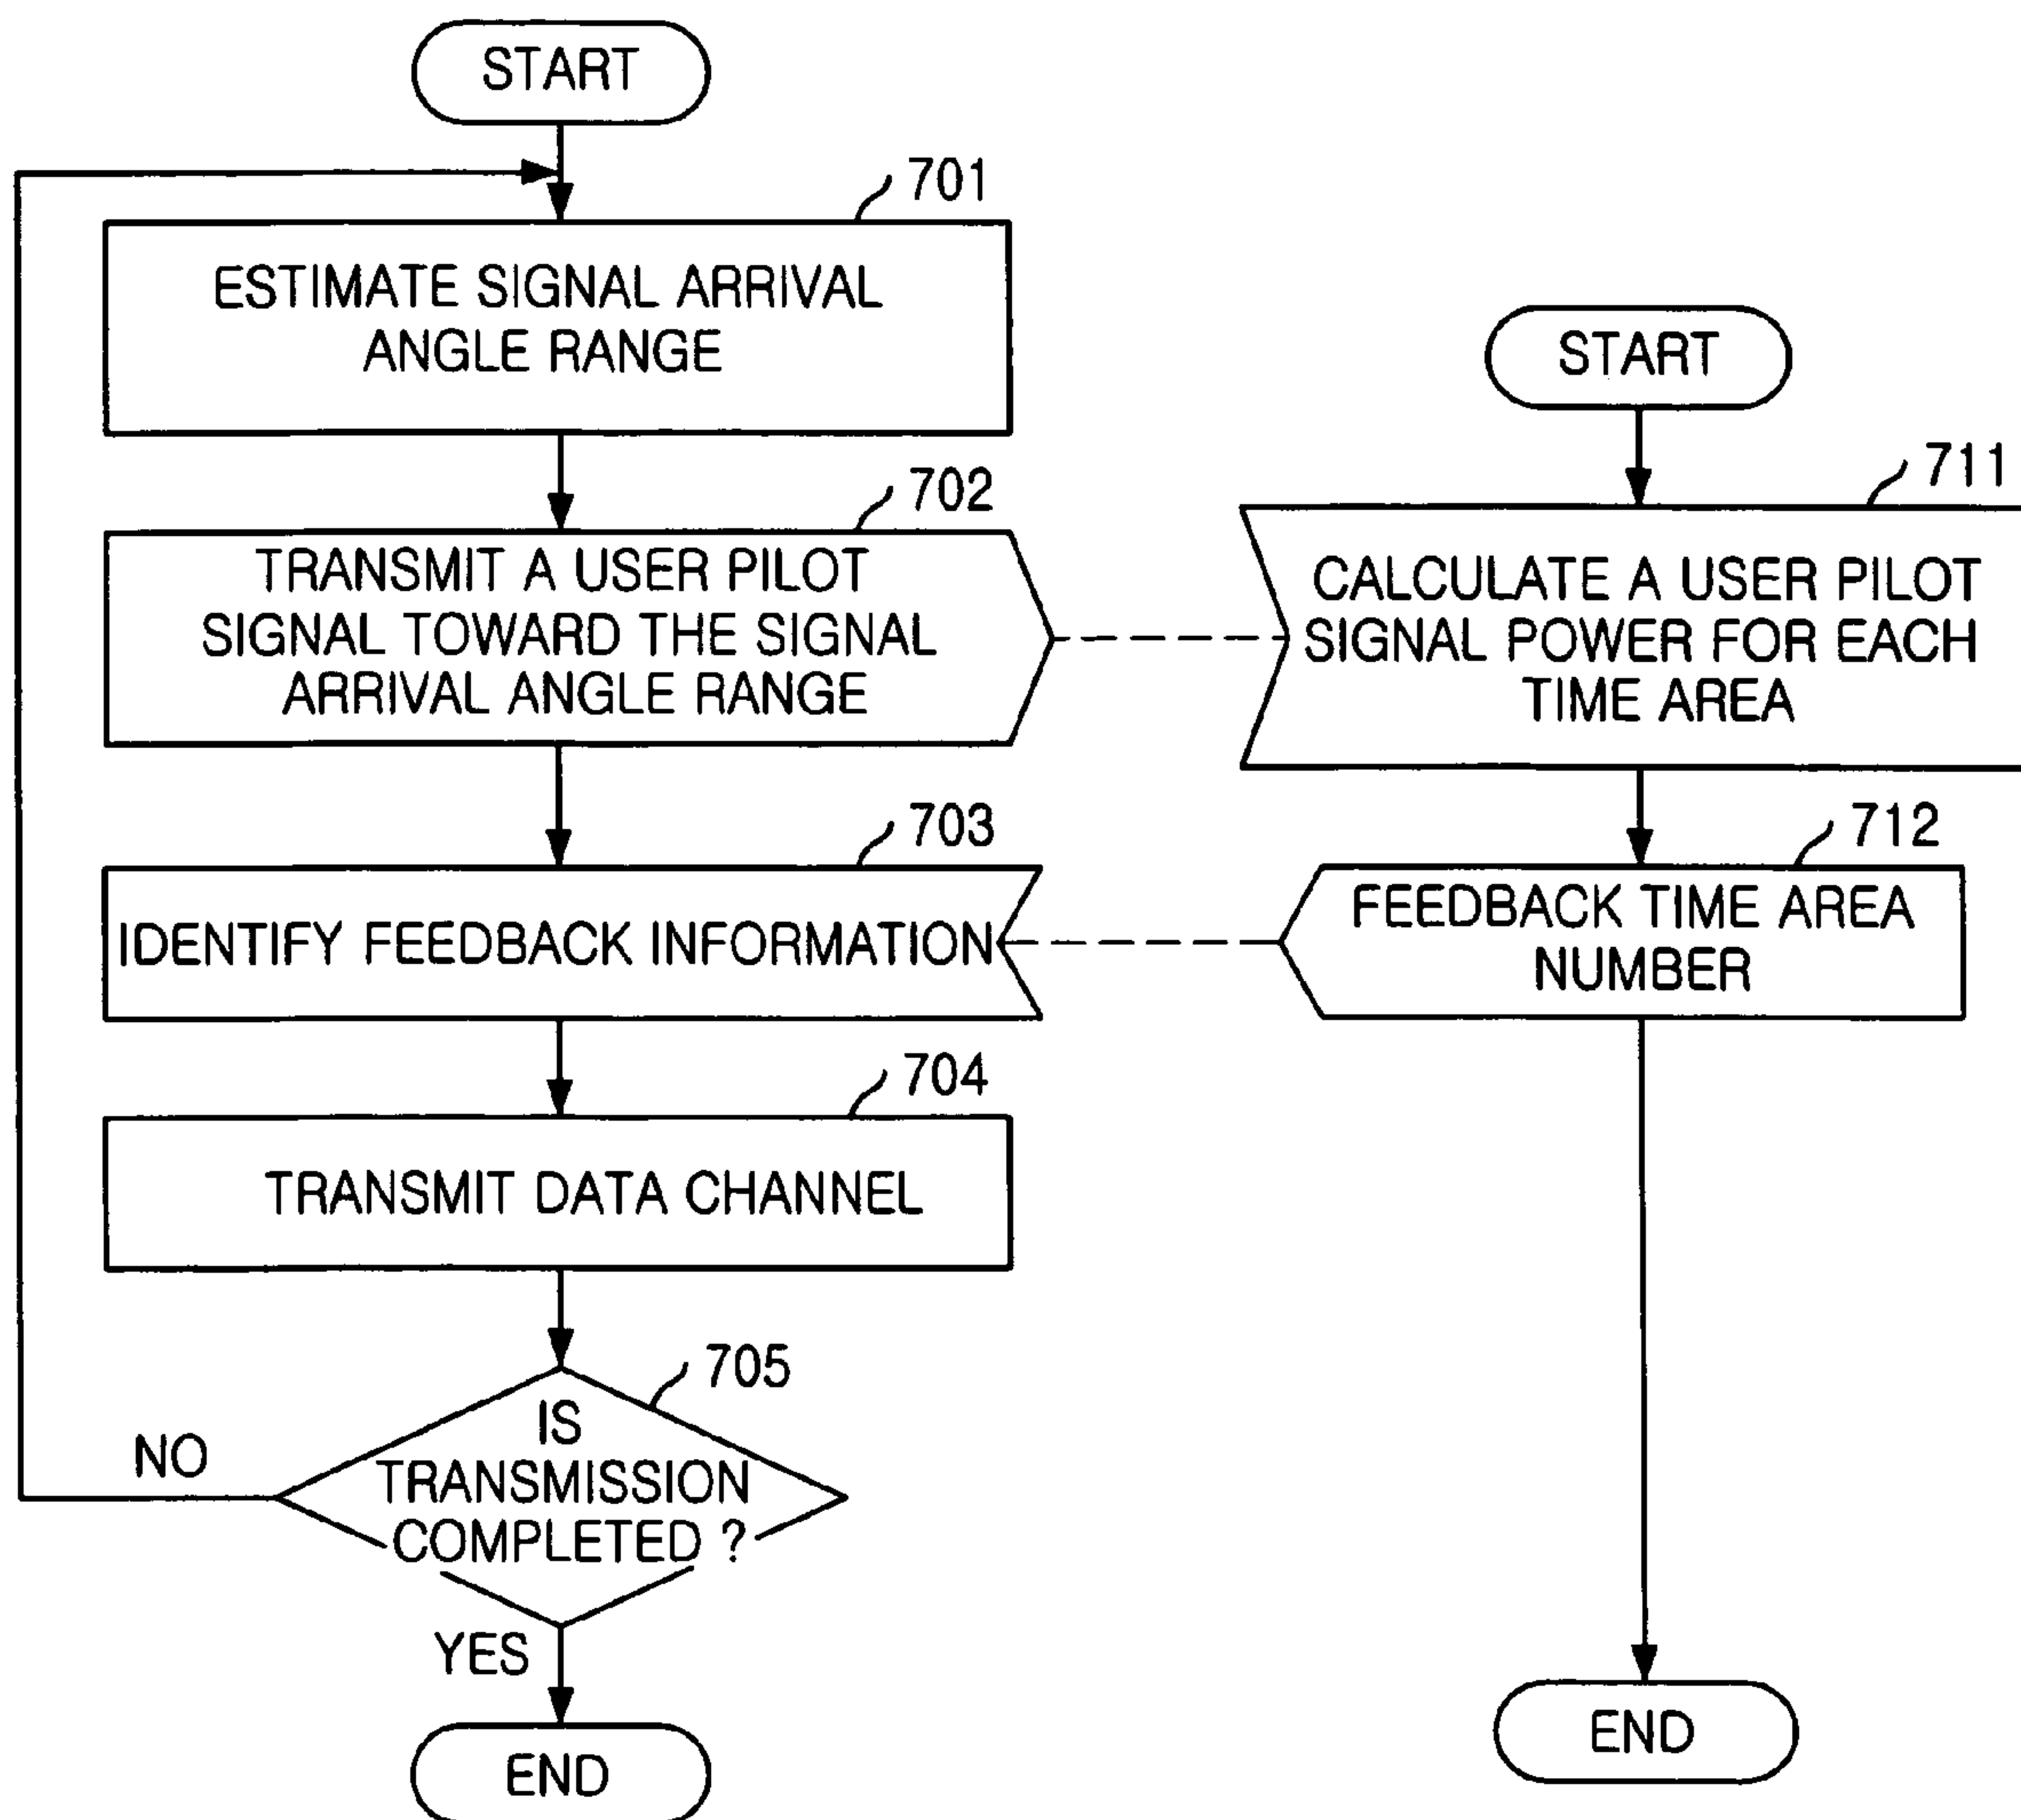 START
701
ESTIMATE SIGNAL ARRIVAL
ANGLE RANGE
702
TRANSMIT A USER PILOT
SIGNAL TOWARD THE SIGNAL
ARRIVAL ANGLE RANGE
703
IDENTIFY FEEDBACK INFORMATION
704
TRANSMIT DATA CHANNEL
705
IS
TRANSMISSION
COMPLETED ?
NO
YES
END
START
711
CALCULATE A USER PILOT
SIGNAL POWER FOR EACH
TIME AREA
712
FEEDBACK TIME AREA
NUMBER
END